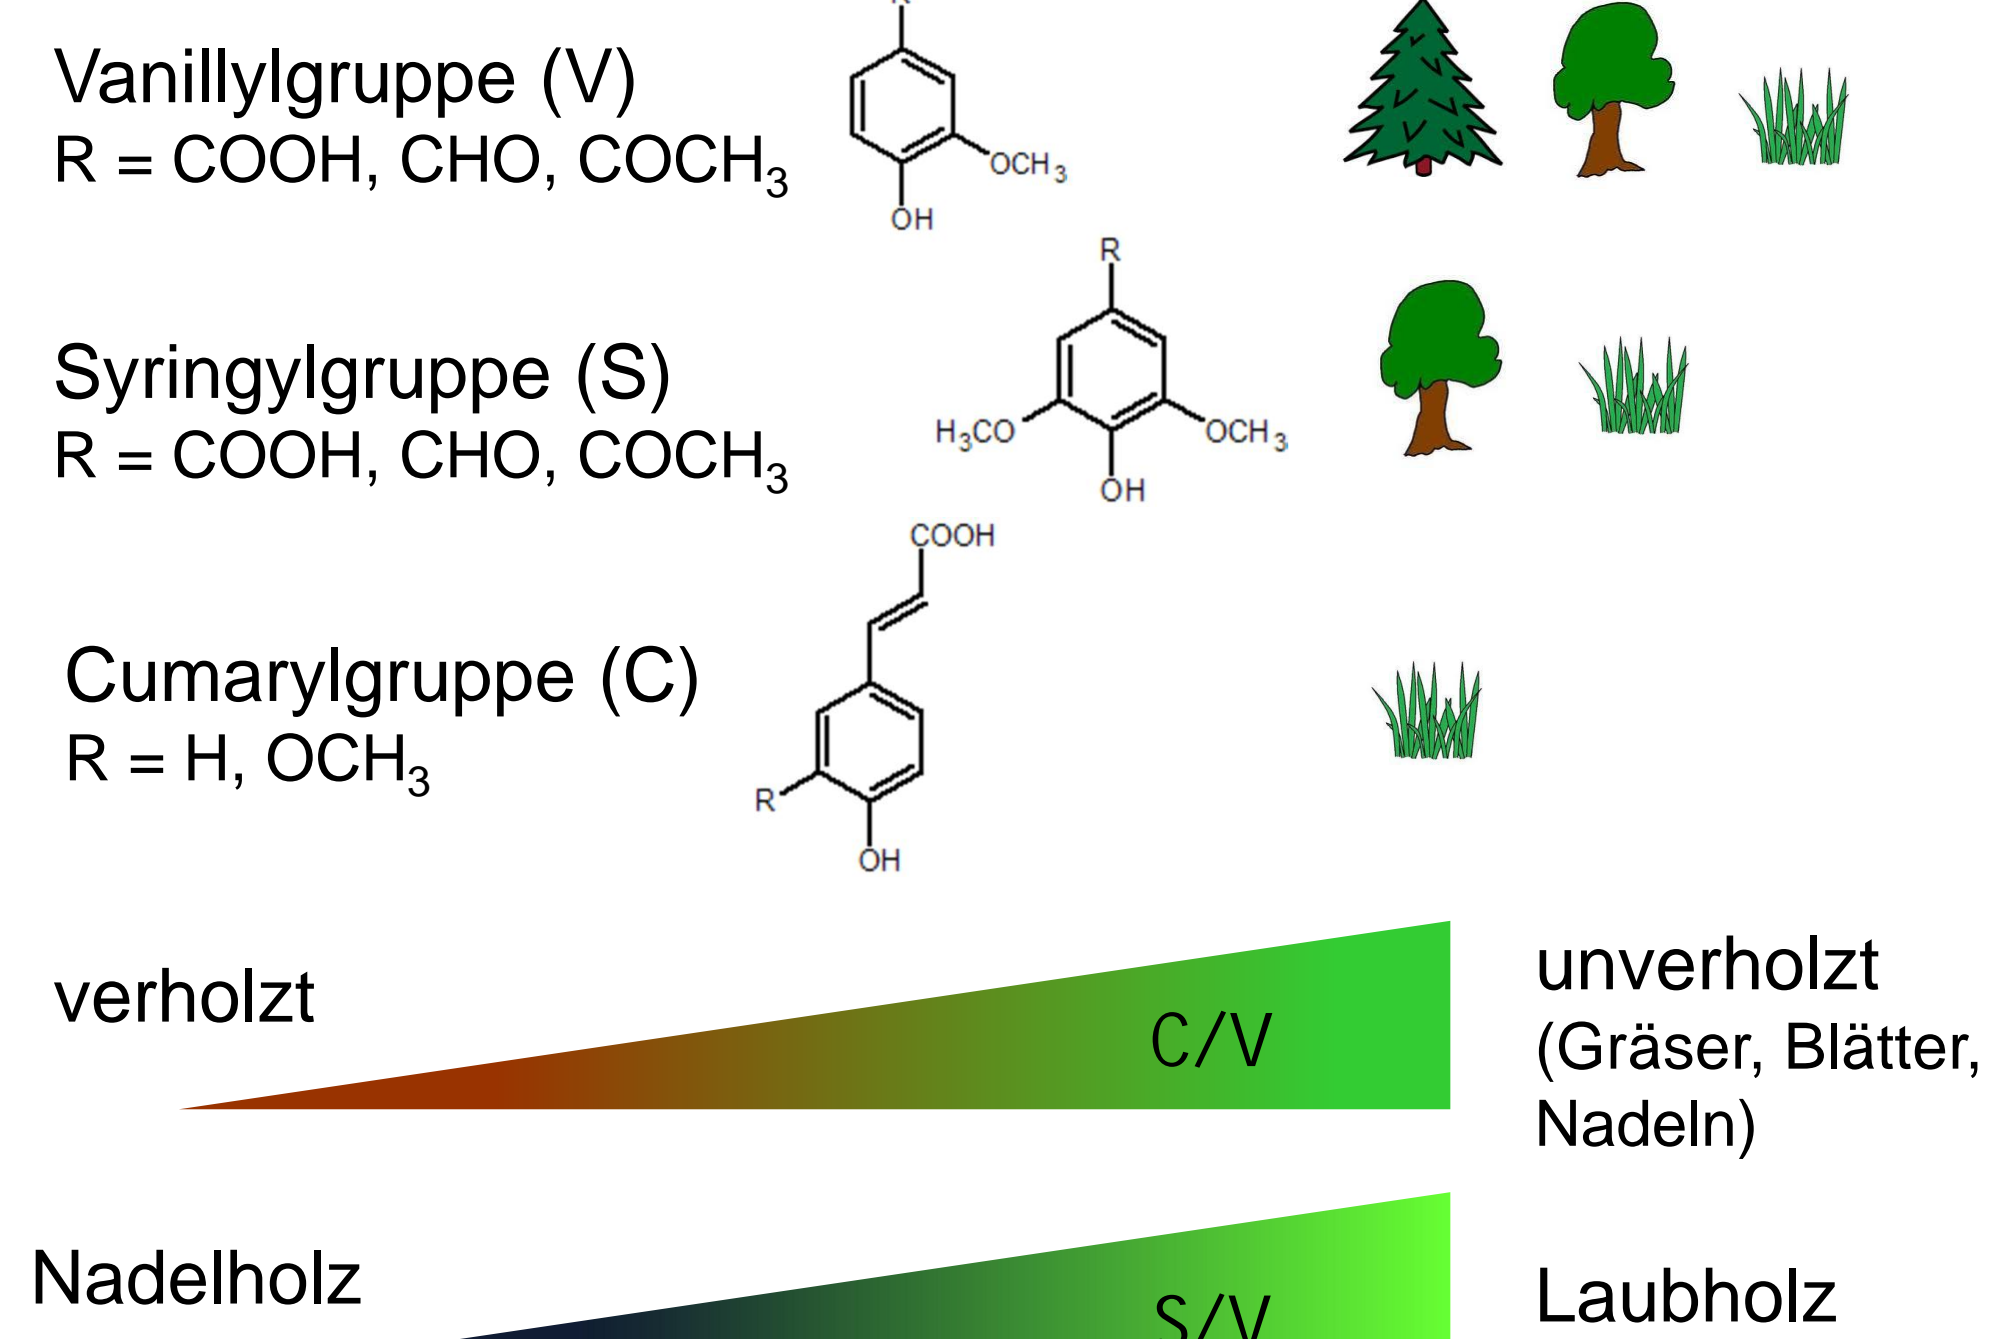 R
Vanillylgruppe (V)
R = COOH, CHO, COCH₃
OCH₃
OH
R
Syringylgruppe (S)
R = COOH, CHO, COCH₃
H₃CO
OCH₃
OH
COOH
Cumarylgruppe (C)
R = H, OCH₃
R
OH
verholzt
C/V
unverholzt
(Gräser, Blätter,
Nadeln)
Nadelholz
S/V
Laubholz